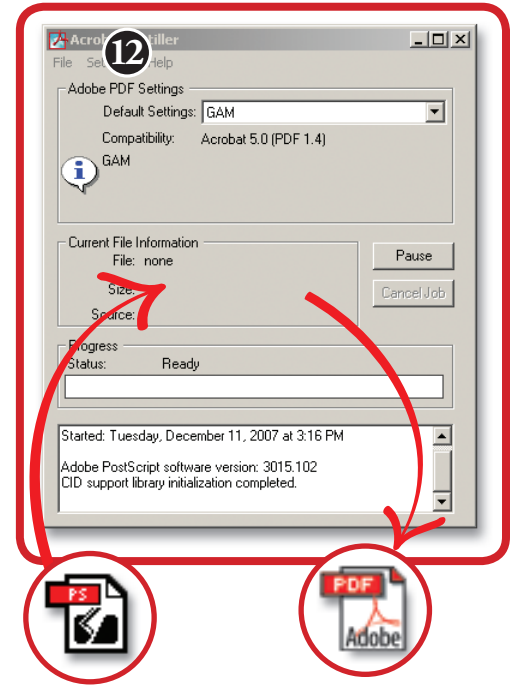 12
Acro tiller
File Set Help
Adobe PDF Settings
Default Settings: GAM
Compatibility: Acrobat 5.0 (PDF 1.4)
GAM
Current File Information
File: none
Size:
Source:
Pause
Cancel Job
Progress
Status: Ready
Started: Tuesday, December 11, 2007 at 3:16 PM
Adobe PostScript software version: 3015.102
CID support library initialization completed.
PS
PDF
Adobe